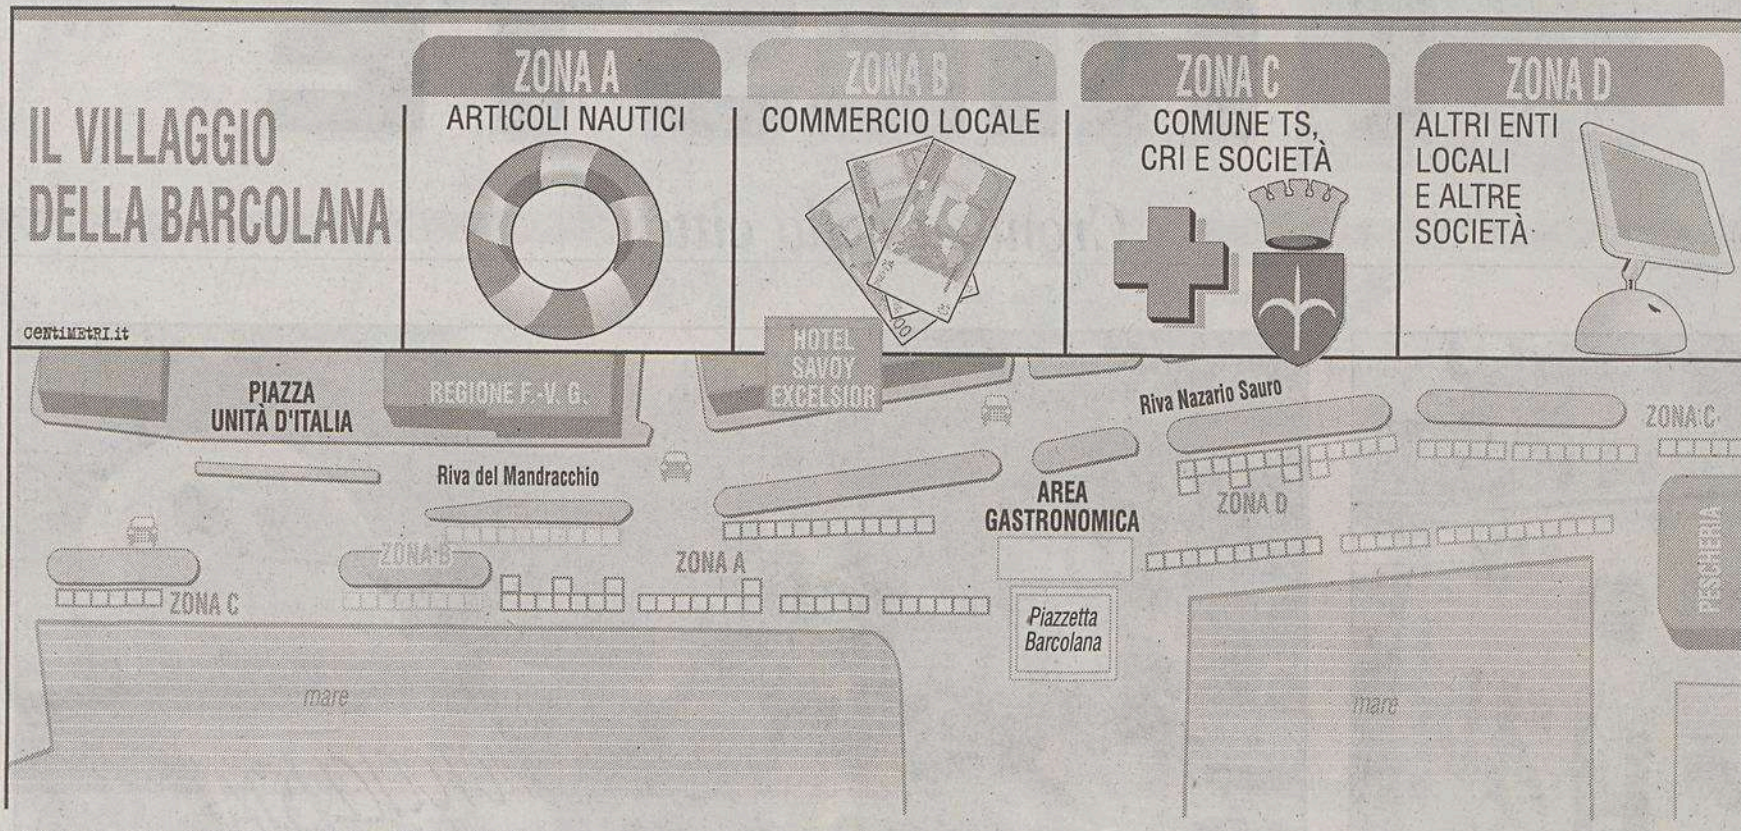 IL VILLAGGIO
DELLA BARCOLANA
CENTIMETRI.it
ZONA A
ARTICOLI NAUTICI
ZONA B
COMMERCIO LOCALE
ZONA C
COMUNE TS,
CRI E SOCIETÀ
ZONA D
ALTRI ENTI
LOCALI
E ALTRE
SOCIETÀ
HOTEL
SAVOY
EXCELSIOR
PIAZZA
UNITÀ D'ITALIA
REGIONE F.-V. G.
Riva Nazario Sauro
ZONA C
Riva del Mandracchio
AREA
GASTRONOMICA
ZONA D
PESCHERIA
ZONA B
ZONA A
ZONA C
Piazzetta
Barcolana
mare
mare